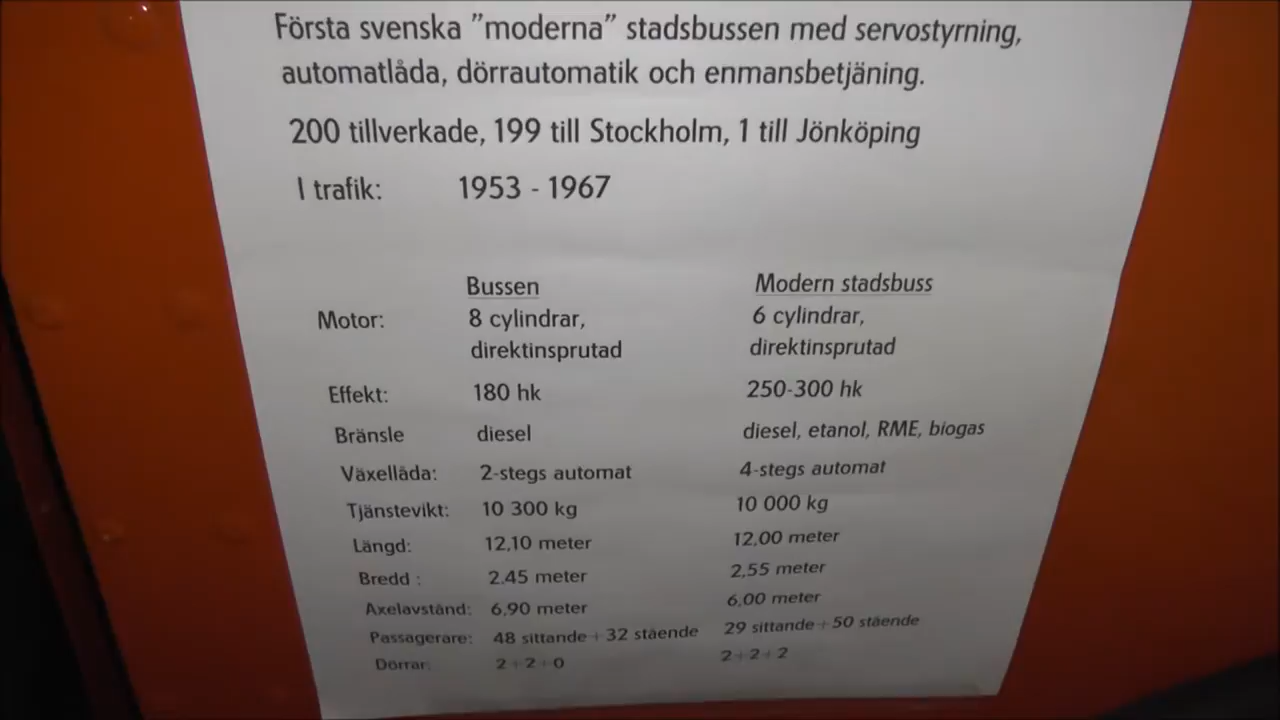 Första svenska ”moderna” stadsbussen med servostyrning,
automatlåda, dörrautomatik och enmansbetjäning.
200 tillverkade, 199 till Stockholm, 1 till Jönköping
I trafik: 1953 - 1967
Bussen Modern stadsbuss
Motor: 8 cylindrar, 6 cylindrar,
direktinsprutad direktinsprutad
Effekt: 180 hk 250-300 hk
Bränsle diesel diesel, etanol, RME, biogas
Växellåda: 2-stegs automat 4-stegs automat
Tjänstevikt: 10 300 kg 10 000 kg
Längd: 12,10 meter 12,00 meter
Bredd : 2.45 meter 2,55 meter
Axelavstånd: 6,90 meter 6,00 meter
Passagerare: 48 sittande + 32 stående 29 sittande + 50 stående
Dörrar: 2 + 2 + 0 2 + 2 + 2